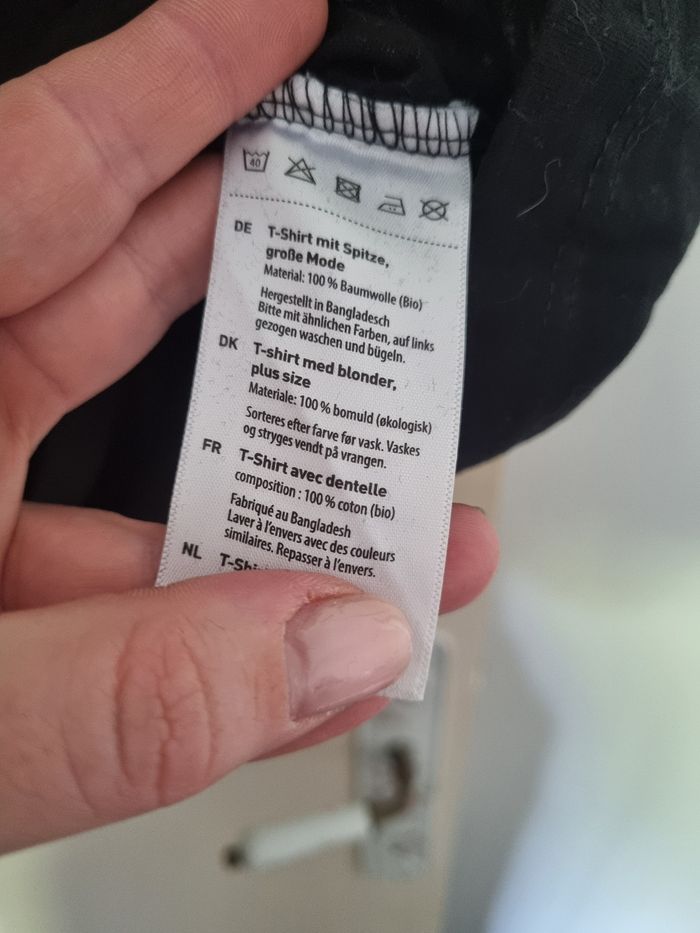 40
DE T-Shirt mit Spitze,
große Mode
Material: 100 % Baumwolle (Bio)
Hergestellt in Bangladesch
Bitte mit ähnlichen Farben, auf links
gezogen waschen und bügeln.
DK T-shirt med blonder,
plus size
Materiale: 100 % bomuld (økologisk)
Sorteres efter farve før vask. Vaskes
og stryges vendt på vrangen.
FR T-Shirt avec dentelle
composition : 100 % coton (bio)
Fabriqué au Bangladesh
Laver à l'envers avec des couleurs
similaires. Repasser à l'envers.
NL